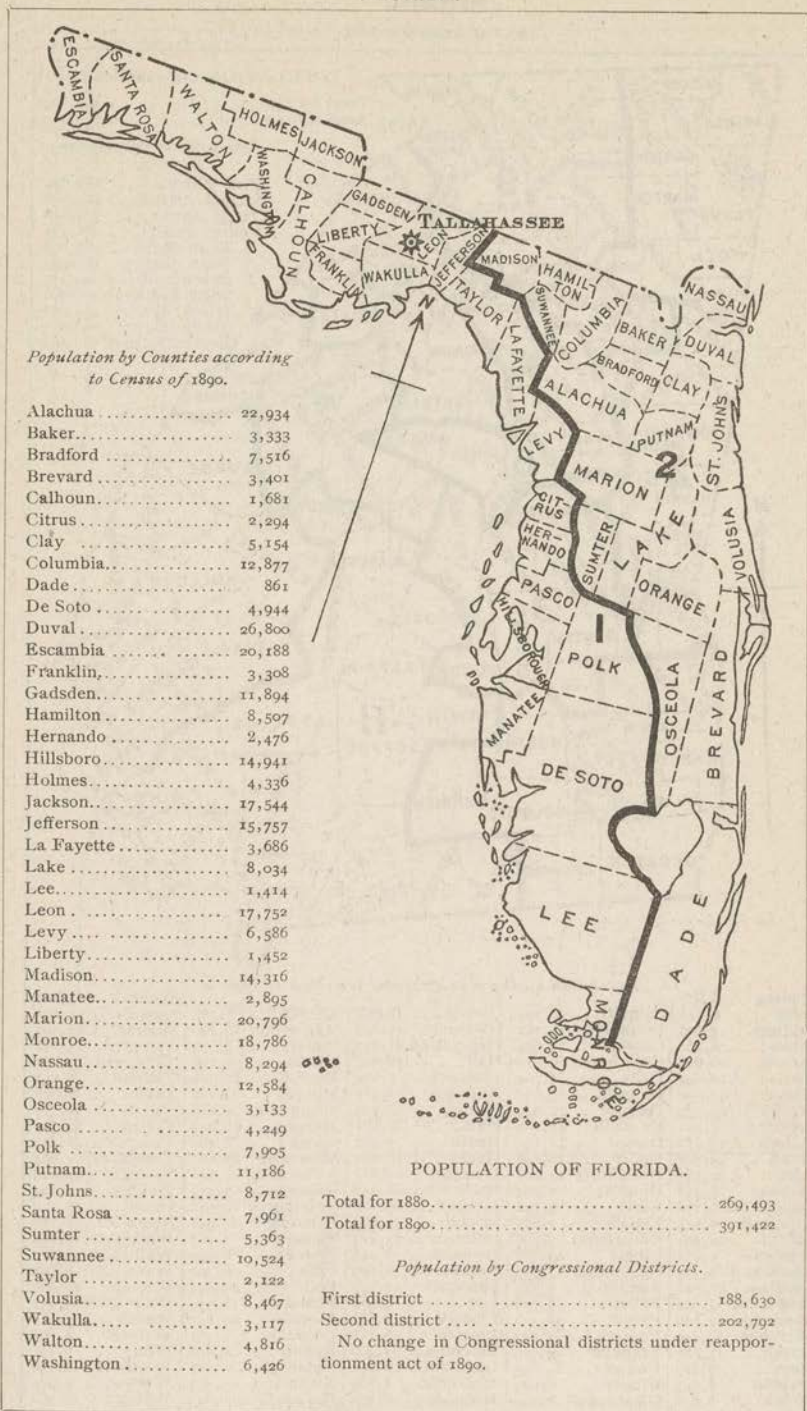 ESCAMBIA
SANTA ROSA
WALTON
HOLMES
JACKSON
WASHINGTON
CALHOUN
GADSDEN
TALLAHASSEE
LIBERTY
LEON
JEFFERSON
FRANKLIN
WAKULLA
TAYLOR
MADISON
HAMIL-
TON
SUWANNEE
COLUMBIA
NASSAU
BAKER
DUVAL
LA FAYETTE
BRADFORD
CLAY
ALACHUA
PUTNAM
ST. JOHNS
LEVY
2
MARION
CIT-
RUS
HER-
NANDO
SUMTER
LAKE
VOLUSIA
PASCO
ORANGE
HILLSBOROUGH
1
POLK
OSCEOLA
BREVARD
MANATEE
DE SOTO
LEE
DADE
MONROE
N
Population by Counties according
to Census of 1890.
Alachua ................ 22,934
Baker................ 3,333
Bradford ................ 7,516
Brevard ................ 3,401
Calhoun................ 1,681
Citrus ................ 2,294
Clay ................ 5,154
Columbia................ 12,877
Dade ................ 861
De Soto ................ 4,944
Duval ................ 26,800
Escambia ................ 20,188
Franklin, ................ 3,308
Gadsden................ 11,894
Hamilton ................ 8,507
Hernando ................ 2,476
Hillsboro ................ 14,941
Holmes................ 4,336
Jackson................ 17,544
Jefferson ................ 15,757
La Fayette ................ 3,686
Lake ................ 8,034
Lee................ 1,414
Leon ................ 17,752
Levy ................ 6,586
Liberty................ 1,452
Madison................ 14,316
Manatee................ 2,895
Marion................ 20,796
Monroe................ 18,786
Nassau................ 8,294
Orange................ 12,584
Osceola ................ 3,133
Pasco ................ 4,249
Polk ................ 7,905
Putnam................ 11,186
St. Johns................ 8,712
Santa Rosa ................ 7,961
Sumter ................ 5,363
Suwannee ................ 10,524
Taylor ................ 2,122
Volusia................ 8,467
Wakulla................ 3,117
Walton................ 4,816
Washington ................ 6,426
POPULATION OF FLORIDA.
Total for 1880................ 269,493
Total for 1890................ 391,422
Population by Congressional Districts.
First district ................ 188,630
Second district ................ 202,792
No change in Congressional districts under reappor-
tionment act of 1890.